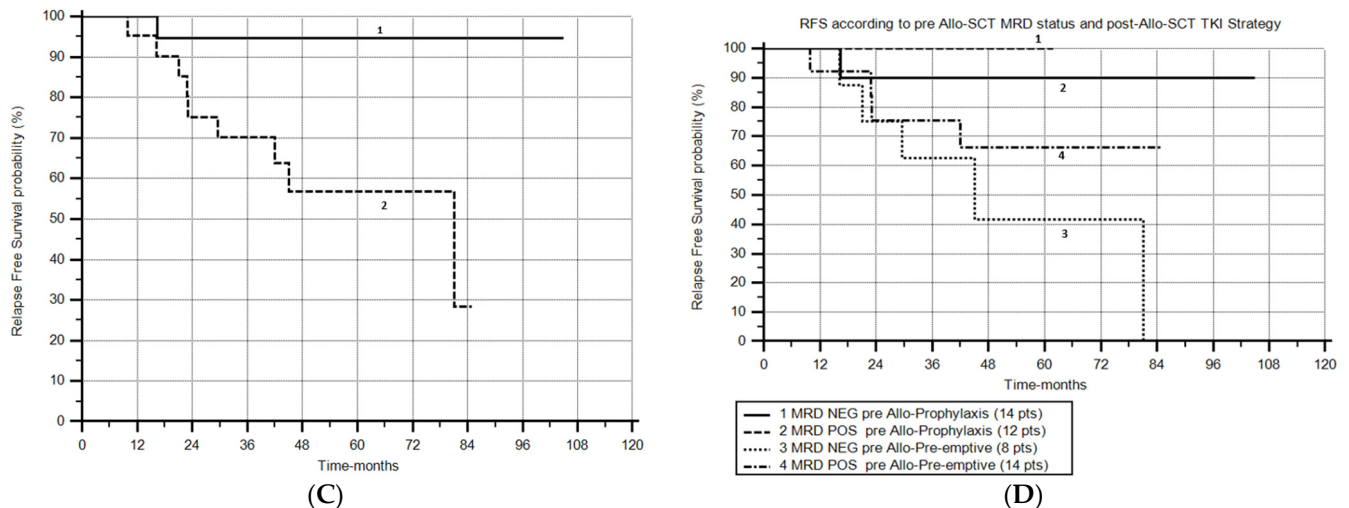 100
90
80
70
60
50
40
30
20
10
0
Relapse Free Survival probability (%)
1
2
0 12 24 36 48 60 72 84 96 108 120
Time-months
(C)
RFS according to pre Allo-SCT MRD status and post-Allo-SCT TKI Strategy
100
90
80
70
60
50
40
30
20
10
0
Relapse Free Survival probability (%)
1
2
4
3
0 12 24 36 48 60 72 84 96 108 120
Time-months
1 MRD NEG pre Allo-Prophylaxis (14 pts)
2 MRD POS pre Allo-Prophylaxis (12 pts)
3 MRD NEG pre Allo-Pre-emptive (8 pts)
4 MRD POS pre Allo-Pre-emptive (14 pts)
(D)